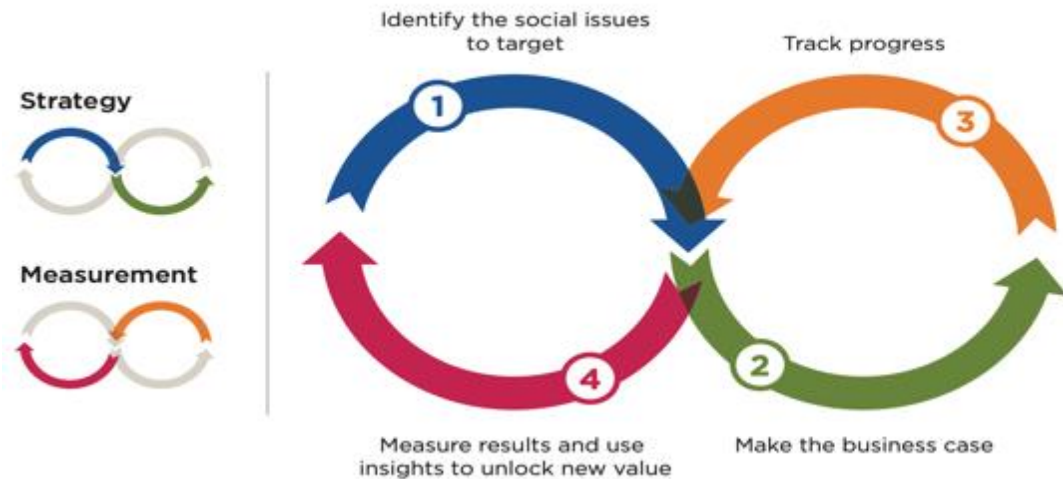 Strategy
Measurement
Identify the social issues
to target
1
Track progress
3
4
2
Measure results and use
insights to unlock new value
Make the business case